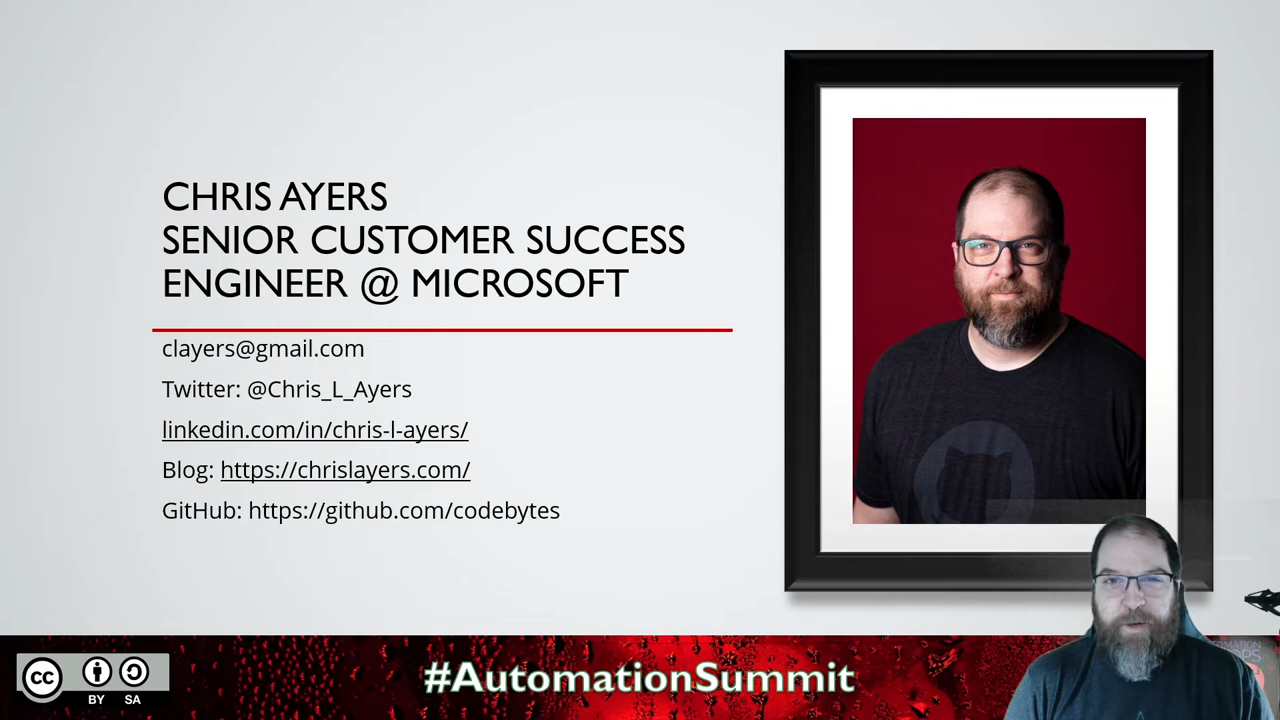 CHRIS AYERS
SENIOR CUSTOMER SUCCESS
ENGINEER @ MICROSOFT
clayers@gmail.com
Twitter: @Chris_L_Ayers
linkedin.com/in/chris-l-ayers/
Blog: https://chrislayers.com/
GitHub: https://github.com/codebytes
cc
BY SA
#AutomationSummit